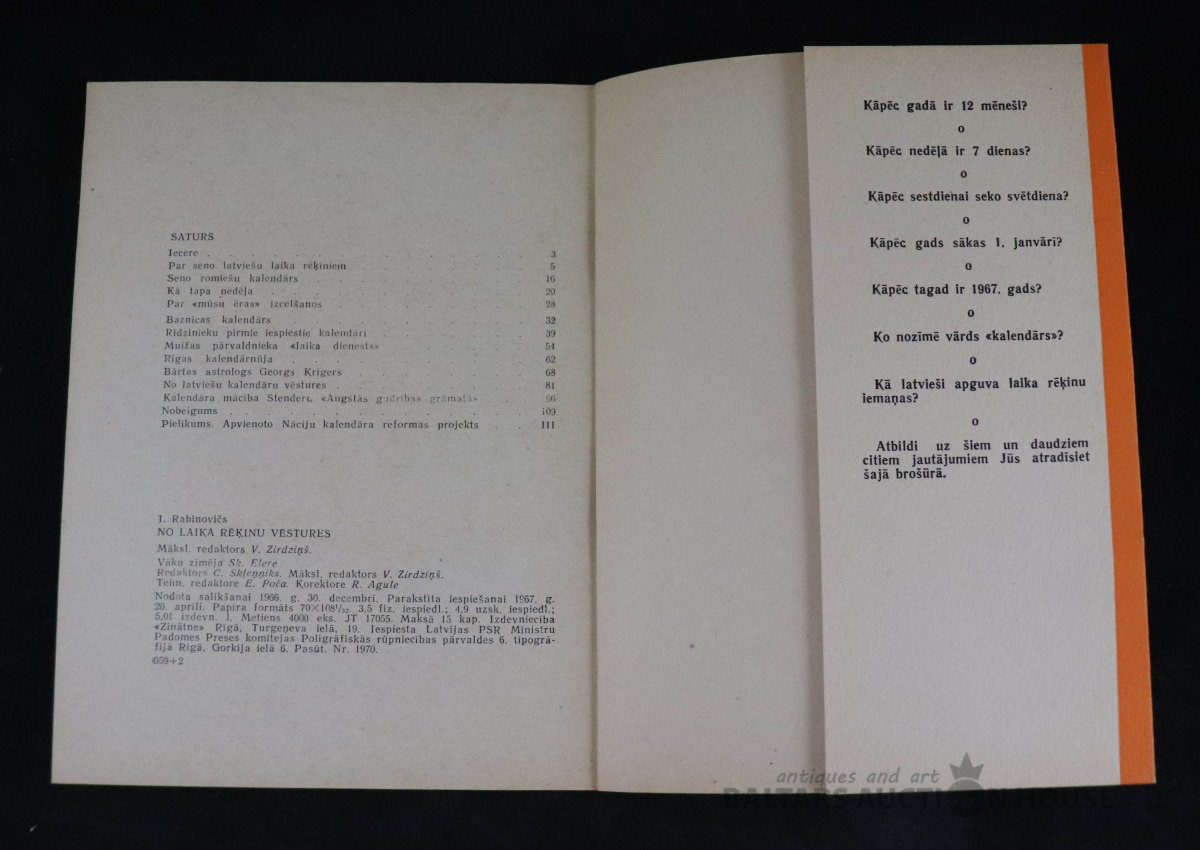 SATURS
Iecere . . . . . . . . . . . . 3
Par seno latviešu laika rēķiniem . . . . . . 5
Seno romiešu kalendārs . . . . . . . . 16
Kā tapa nedēļa . . . . . . . . . . 20
Par «mūsu ēras» izcelšanos . . . . . . . 28
Baznīcas kalendārs . . . . . . . . . 32
Rīdzinieku pirmie iespiestie kalendāri . . . . . 39
Muižas pārvaldnieka «laika dienests» . . . . . 54
Rīgas kalendārnūja . . . . . . . . . 62
Bārtas astrologs Georgs Krīgers . . . . . . 68
No latviešu kalendāru vēstures . . . . . . . 81
Kalendāra mācība Stendera «Augstas gudrības grāmatā» . . 96
Nobeigums . . . . . . . . . . . 109
Pielikums. Apvienoto Nāciju kalendāra reformas projekts . . 111
I. Rabinovičs
NO LAIKA RĒĶINU VĒSTURES
Māksl. redaktors V. Zirdziņš.
Vāku zīmēja Sk. Elere
Redaktors C. Šķleņņiks. Māksl. redaktors V. Zirdziņš.
Tehn. redaktore E. Poča. Korektore R. Agule
Nodota salikšanai 1966. g. 30. decembrī. Parakstīta iespiešanai 1967. g.
20. aprīlī. Papīra formāts 70×108¹/₃₂. 3,5 fiz. iespiedl.; 4,9 uzsk. iespiedl.;
5,01 izdevn. l. Metiens 4000 eks. JT 17055. Maksā 15 kap. Izdevniecība
«Zinātne» Rīgā, Turgeņeva ielā, 19. Iespiesta Latvijas PSR Ministru
Padomes Preses komitejas Poligrāfiskās rūpniecības pārvaldes 6. tipogrā-
fijā Rīgā, Gorkija ielā 6. Pasūt. Nr. 1970.
059+2
Kāpēc gadā ir 12 mēneši?
o
Kāpēc nedēļā ir 7 dienas?
o
Kāpēc sestdienai seko svētdiena?
o
Kāpēc gads sākas 1. janvārī?
o
Kāpēc tagad ir 1967. gads?
o
Ko nozīmē vārds «kalendārs»?
o
Kā latvieši apguva laika rēķinu
iemaņas?
o
Atbildi uz šiem un daudziem
citiem jautājumiem Jūs atradīsiet
šajā brošūrā.
antiques and art
BALTARS AUCTION HOUSE